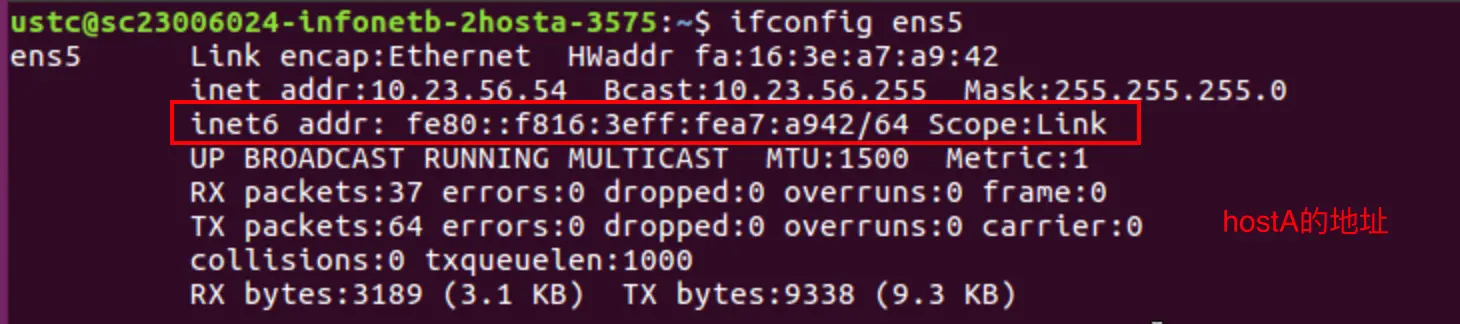 ustc@sc23006024-infonetb-2hosta-3575:~$ ifconfig ens5
ens5 Link encap:Ethernet HWaddr fa:16:3e:a7:a9:42
inet addr:10.23.56.54 Bcast:10.23.56.255 Mask:255.255.255.0
inet6 addr: fe80::f816:3eff:fea7:a942/64 Scope:Link
UP BROADCAST RUNNING MULTICAST MTU:1500 Metric:1
RX packets:37 errors:0 dropped:0 overruns:0 frame:0
TX packets:64 errors:0 dropped:0 overruns:0 carrier:0
hostA的地址
collisions:0 txqueuelen:1000
RX bytes:3189 (3.1 KB) TX bytes:9338 (9.3 KB)